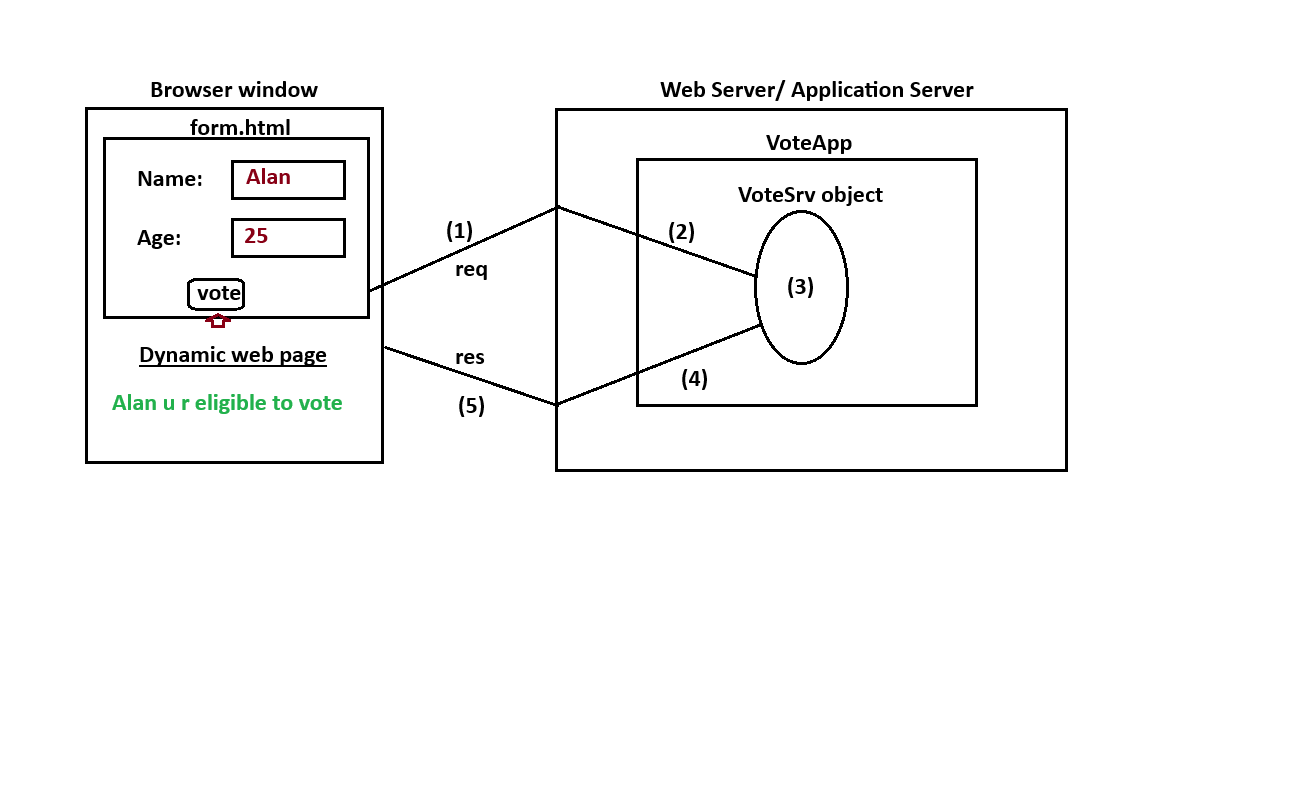 Browser window
form.html
Name: Alan
Age: 25
vote
Dynamic web page
Alan u r eligible to vote
(1)
req
res
(5)
Web Server/ Application Server
VoteApp
VoteSrv object
(2)
(3)
(4)